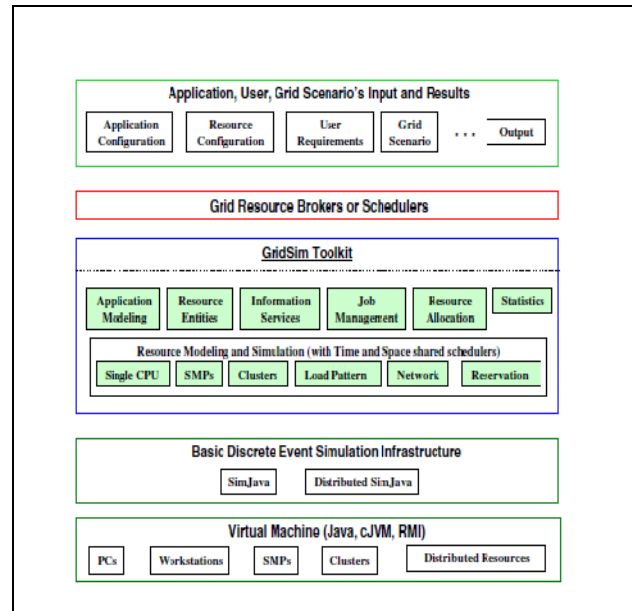 Application, User, Grid Scenario's Input and Results
Application Resource User Grid
Configuration Configuration Requirements Scenario . . . Output
Grid Resource Brokers or Schedulers
GridSim Toolkit
Application Resource Information Job Resource Statistics
Modeling Entities Services Management Allocation
Resource Modeling and Simulation (with Time and Space shared schedulers)
Single CPU SMPs Clusters Load Pattern Network Reservation
Basic Discrete Event Simulation Infrastructure
SimJava Distributed SimJava
Virtual Machine (Java, cJVM, RMI)
PCs Workstations SMPs Clusters Distributed Resources